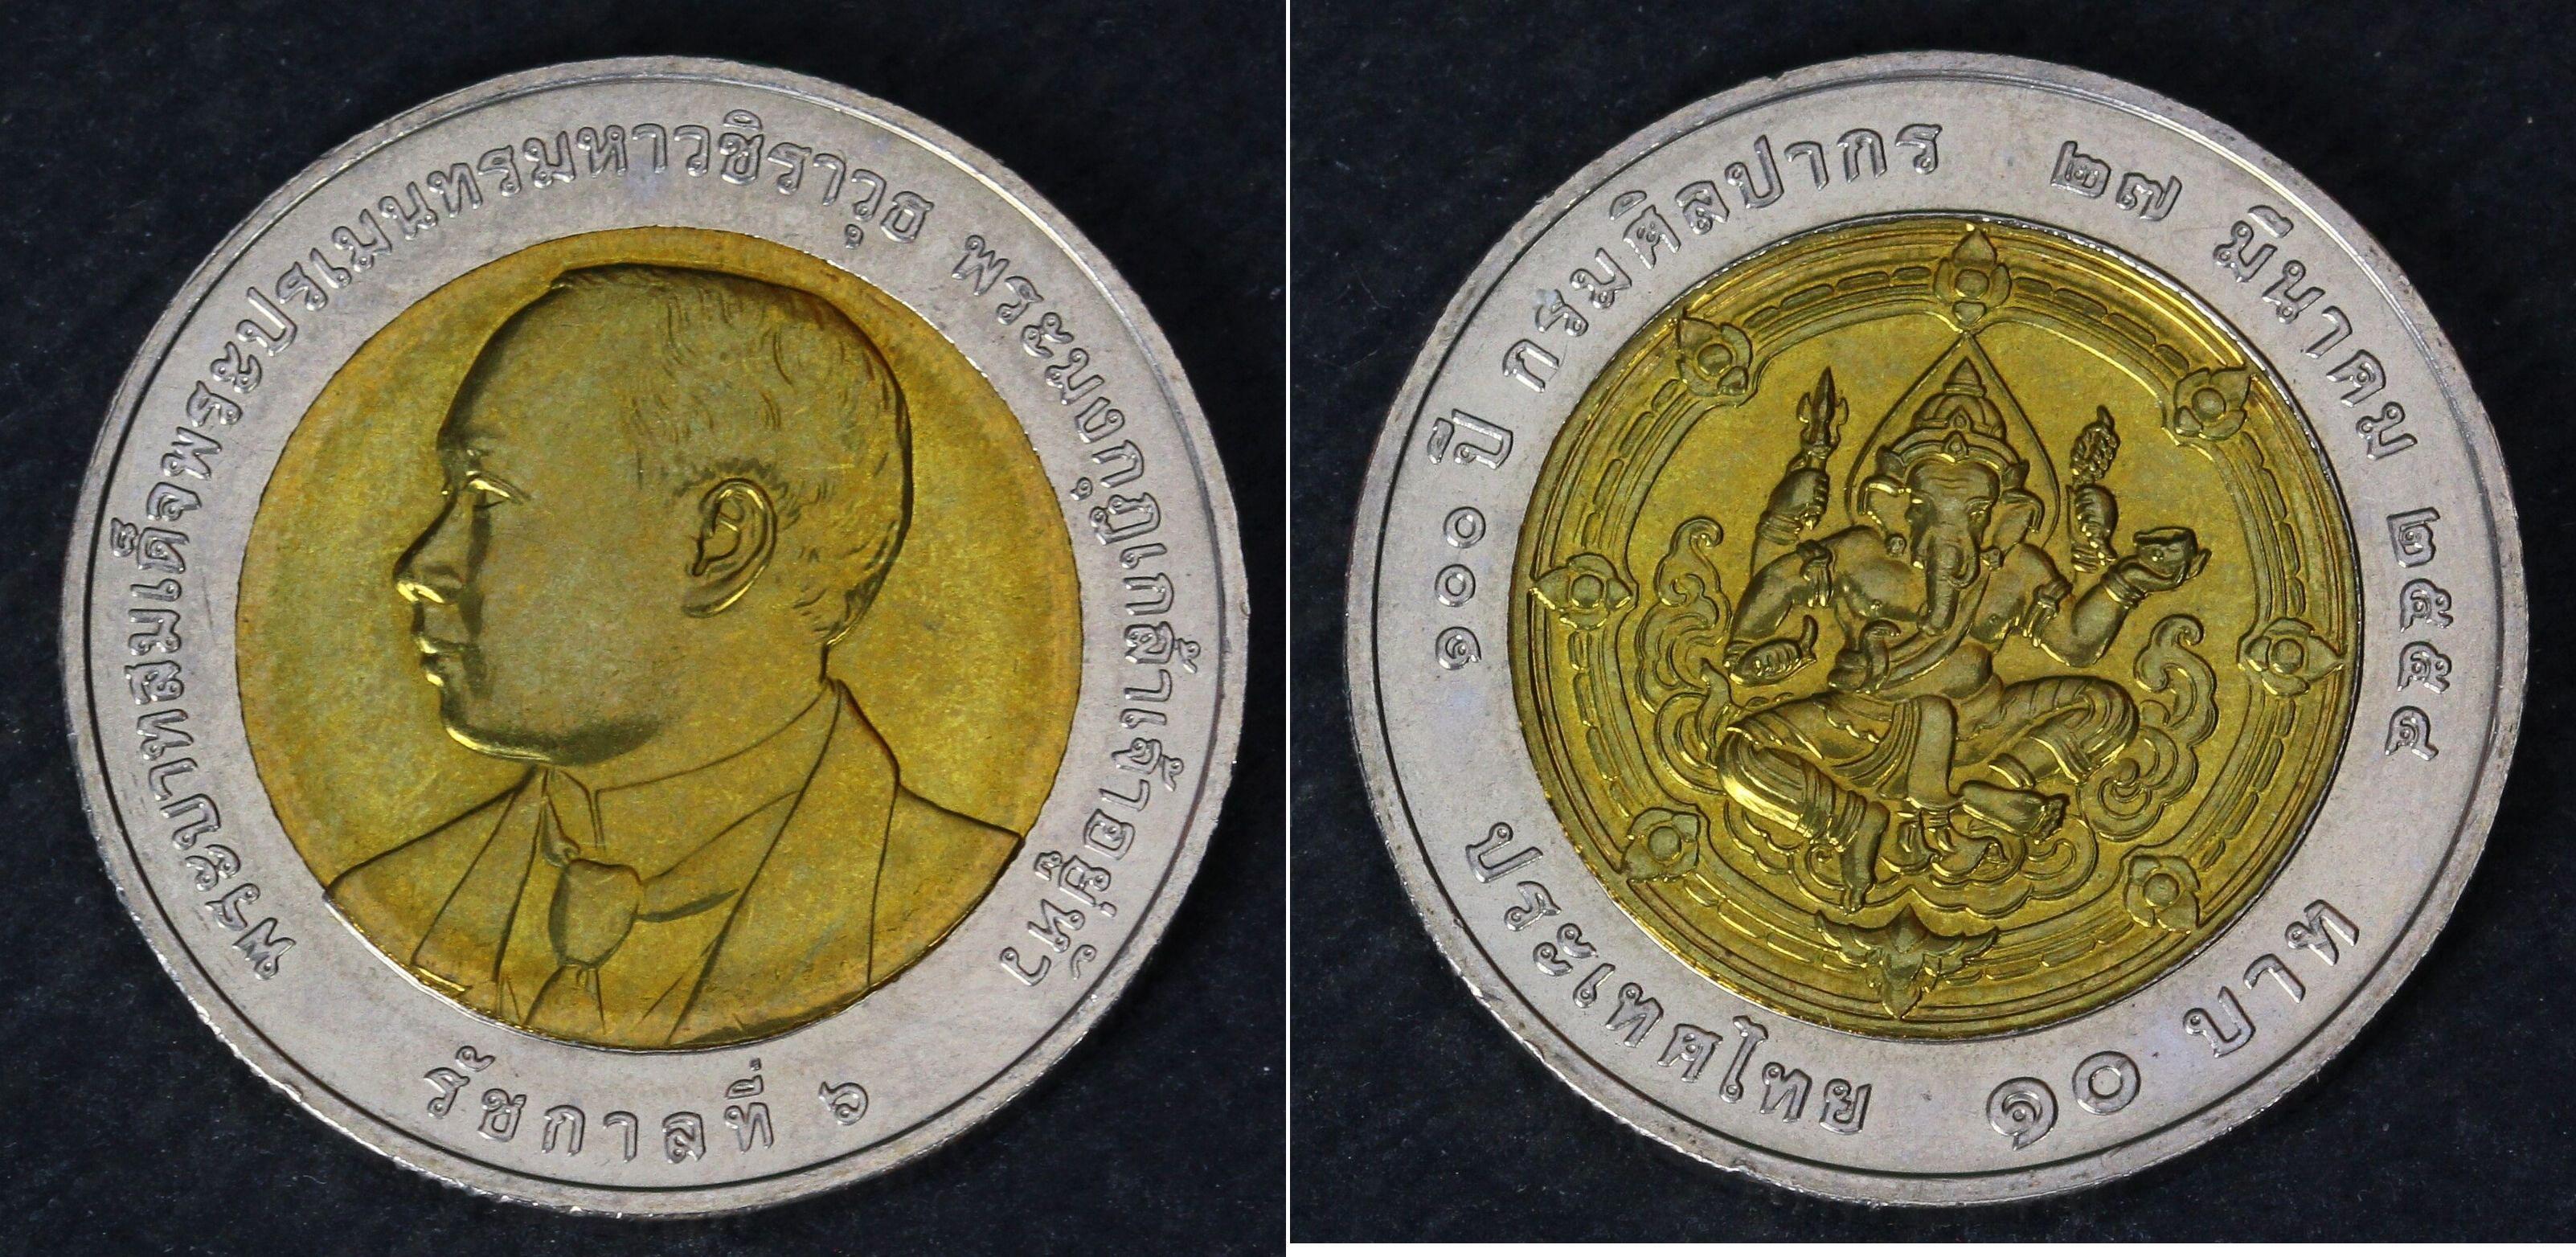 พระบาทสมเด็จพระปรเมนทรมหาวชิราวุธ พระมงกุฎเกล้าเจ้าอยู่หัว
รัชกาลที่ ๖
๑๐๐ ปี กรมศิลปากร ๒๗ มีนาคม ๒๕๕๔
ประเทศไทย ๑๐ บาท